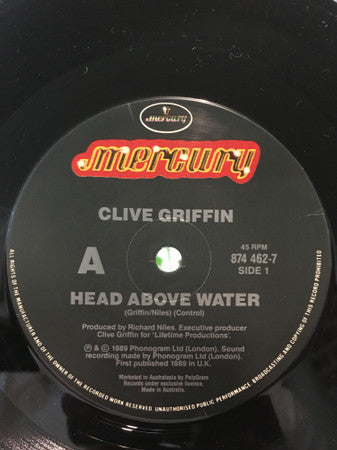 mercury
mercury
CLIVE GRIFFIN
A
45 RPM
874 462-7
SIDE 1
HEAD ABOVE WATER
(Griffin/Niles) (Control)
Produced by Richard Niles. Executive producer
Clive Griffin for 'Lifetime Productions'.
℗ & © 1989 Phonogram Ltd (London). Sound
recording made by Phonogram Ltd (London).
First published 1989 in U.K.
Marketed in Australasia by PolyGram
Records under exclusive license.
Made in Australia.
ALL RIGHTS OF THE MANUFACTURER AND OF THE OWNER OF THE RECORDED WORK RESERVED UNAUTHORISED PUBLIC PERFORMANCE BROADCASTING AND COPYING OF THIS RECORD PROHIBITED